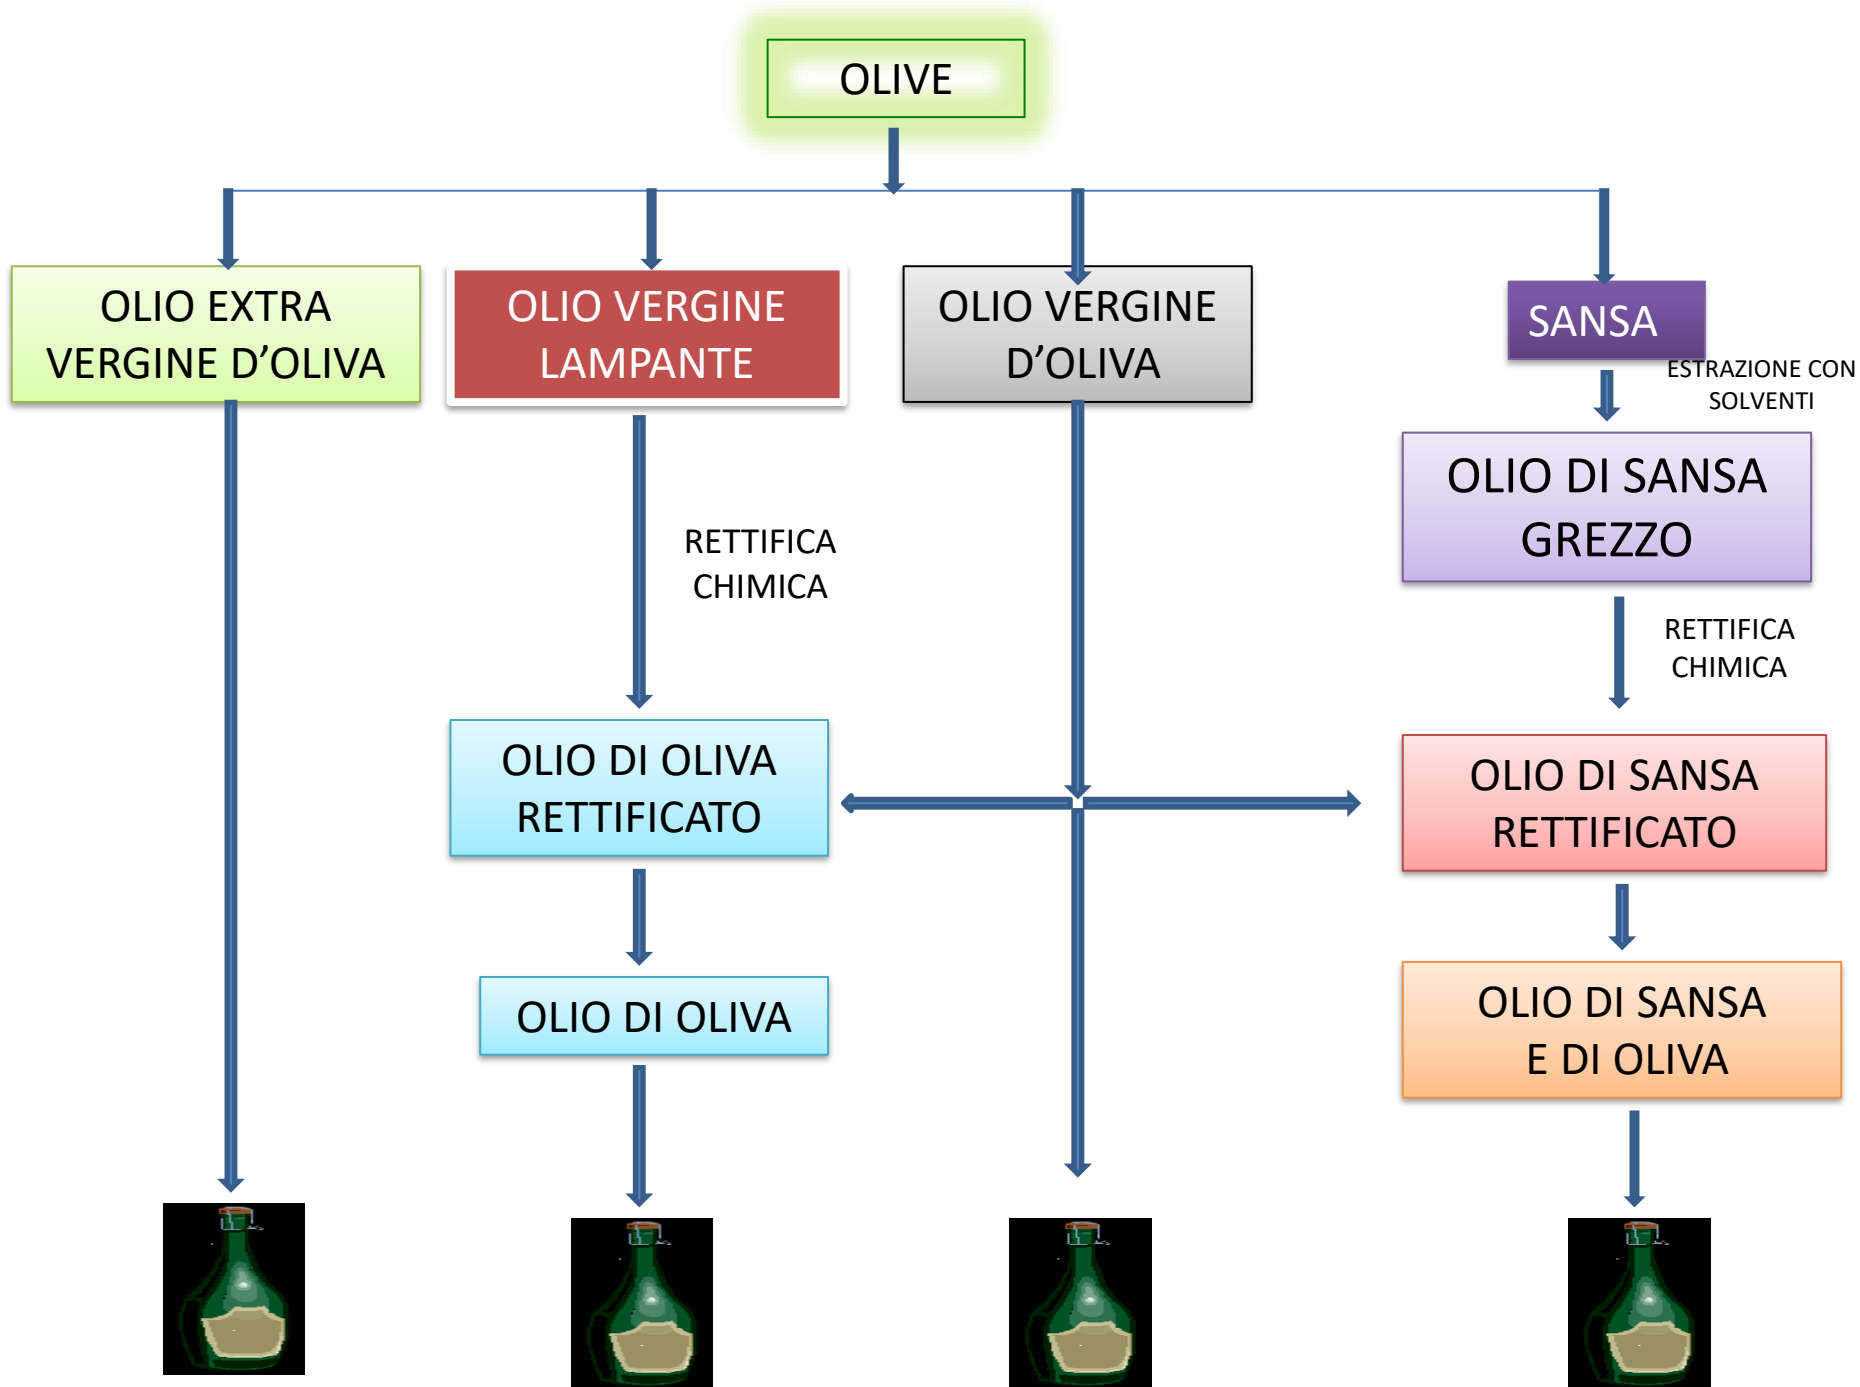 OLIVE
OLIO EXTRA
VERGINE D’OLIVA
OLIO VERGINE
LAMPANTE
OLIO VERGINE
D’OLIVA
SANSA
ESTRAZIONE CON
SOLVENTI
OLIO DI SANSA
GREZZO
RETTIFICA
CHIMICA
RETTIFICA
CHIMICA
OLIO DI OLIVA
RETTIFICATO
OLIO DI SANSA
RETTIFICATO
OLIO DI OLIVA
OLIO DI SANSA
E DI OLIVA